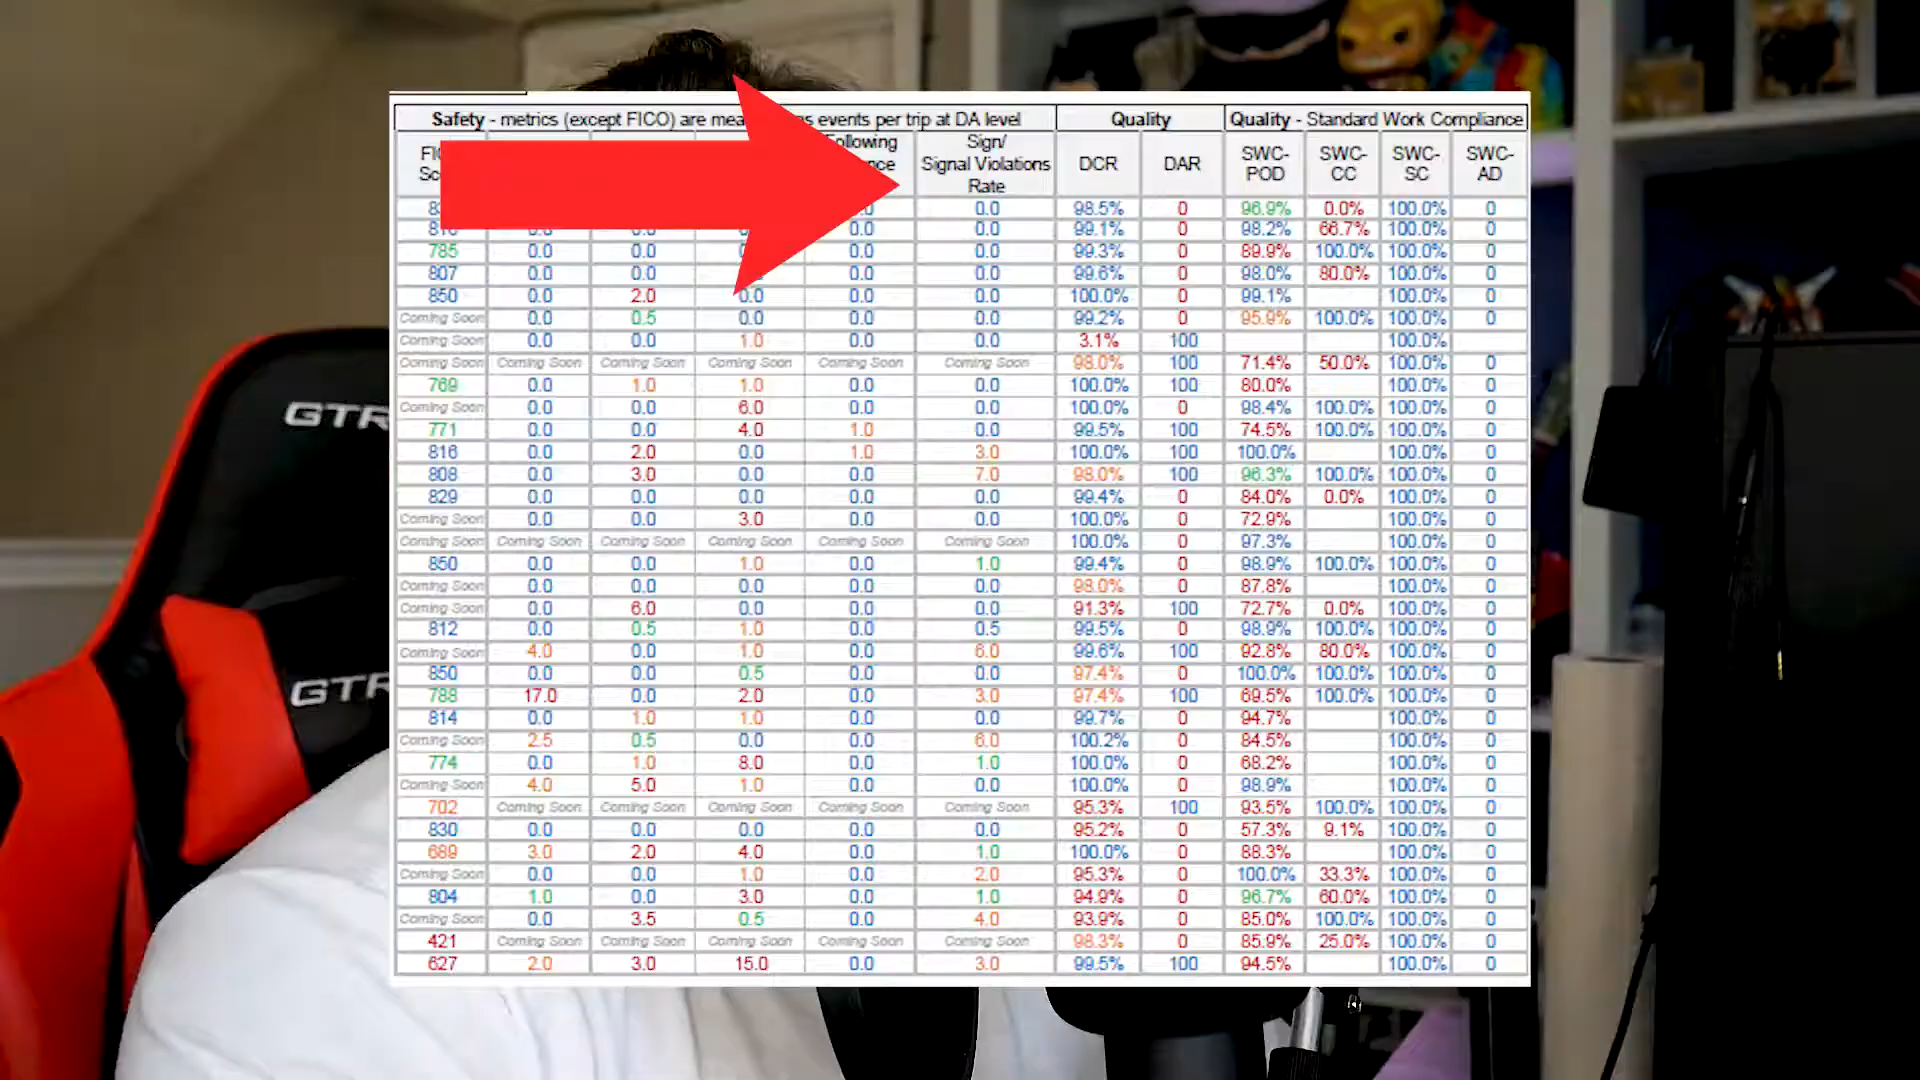 Safety - metrics (except FICO) are mea s events per trip at DA level Quality Quality - Standard Work Compliance
Sign/ Signal Violations Rate DCR DAR SWC-POD SWC-CC SWC-SC SWC-AD
0.0 98.5% 0 96.9% 0.0% 100.0% 0
0.0 0.0 0.0 0.0 99.1% 0 98.2% 66.7% 100.0% 0
785 0.0 0.0 0.0 0.0 0.0 99.3% 0 89.9% 100.0% 100.0% 0
807 0.0 0.0 0.0 0.0 0.0 99.6% 0 98.0% 80.0% 100.0% 0
850 0.0 2.0 0.0 0.0 0.0 100.0% 0 99.1% 100.0% 0
Coming Soon 0.0 0.5 0.0 0.0 0.0 99.2% 0 95.9% 100.0% 100.0% 0
Coming Soon 0.0 0.0 1.0 0.0 0.0 3.1% 100 100.0%
Coming Soon Coming Soon Coming Soon Coming Soon Coming Soon Coming Soon 98.0% 100 71.4% 50.0% 100.0% 0
769 0.0 1.0 1.0 0.0 0.0 100.0% 100 80.0% 100.0% 0
Coming Soon 0.0 0.0 6.0 0.0 0.0 100.0% 0 98.4% 100.0% 100.0% 0
771 0.0 0.0 4.0 1.0 0.0 99.5% 100 74.5% 100.0% 100.0% 0
816 0.0 2.0 0.0 1.0 3.0 100.0% 100 100.0% 100.0% 0
808 0.0 3.0 0.0 0.0 7.0 98.0% 100 96.3% 100.0% 100.0% 0
829 0.0 0.0 0.0 0.0 0.0 99.4% 0 84.0% 0.0% 100.0% 0
Coming Soon 0.0 0.0 3.0 0.0 0.0 100.0% 0 72.9% 100.0% 0
Coming Soon Coming Soon Coming Soon Coming Soon Coming Soon Coming Soon 100.0% 0 97.3% 100.0% 0
850 0.0 0.0 1.0 0.0 1.0 99.4% 0 98.9% 100.0% 100.0% 0
Coming Soon 0.0 0.0 0.0 0.0 0.0 98.0% 0 87.8% 100.0% 0
Coming Soon 0.0 6.0 0.0 0.0 0.0 91.3% 100 72.7% 0.0% 100.0% 0
812 0.0 0.5 1.0 0.0 0.5 99.5% 0 98.9% 100.0% 100.0% 0
Coming Soon 4.0 0.0 1.0 0.0 6.0 99.6% 100 92.8% 80.0% 100.0% 0
850 0.0 0.0 0.5 0.0 0.0 97.4% 0 100.0% 100.0% 100.0% 0
788 17.0 0.0 2.0 0.0 3.0 97.4% 100 69.5% 100.0% 100.0% 0
814 0.0 1.0 1.0 0.0 0.0 99.7% 0 94.7% 100.0% 0
Coming Soon 2.5 0.5 0.0 0.0 6.0 100.2% 0 84.5% 100.0% 0
774 0.0 1.0 8.0 0.0 1.0 100.0% 0 68.2% 100.0% 0
Coming Soon 4.0 5.0 1.0 0.0 0.0 100.0% 0 98.9% 100.0% 0
702 Coming Soon Coming Soon Coming Soon Coming Soon Coming Soon 95.3% 100 93.5% 100.0% 100.0% 0
830 0.0 0.0 0.0 0.0 0.0 95.2% 0 57.3% 9.1% 100.0% 0
689 3.0 2.0 4.0 0.0 1.0 100.0% 0 88.3% 100.0% 0
Coming Soon 0.0 0.0 1.0 0.0 2.0 95.3% 0 100.0% 33.3% 100.0% 0
804 1.0 0.0 3.0 0.0 1.0 94.9% 0 96.7% 60.0% 100.0% 0
Coming Soon 0.0 3.5 0.5 0.0 4.0 93.9% 0 85.0% 100.0% 100.0% 0
421 Coming Soon Coming Soon Coming Soon Coming Soon Coming Soon 98.3% 0 85.9% 25.0% 100.0% 0
627 2.0 3.0 15.0 0.0 3.0 99.5% 100 94.5% 100.0% 0
GTR
GTR